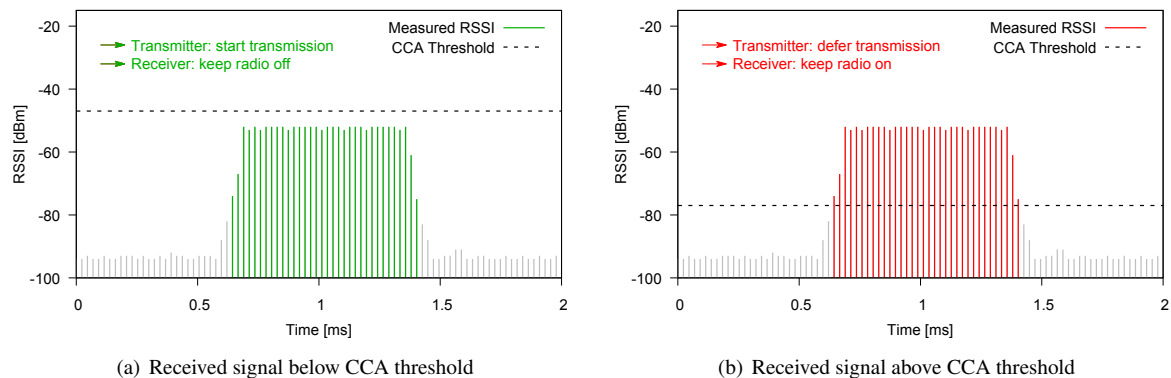 -20
-40
-60
-80
-100
RSSI [dBm]
Measured RSSI
CCA Threshold
Transmitter: start transmission
Receiver: keep radio off
0
0.5
1
1.5
2
Time [ms]
(a) Received signal below CCA threshold
-20
-40
-60
-80
-100
RSSI [dBm]
Measured RSSI
CCA Threshold
Transmitter: defer transmission
Receiver: keep radio on
0
0.5
1
1.5
2
Time [ms]
(b) Received signal above CCA threshold